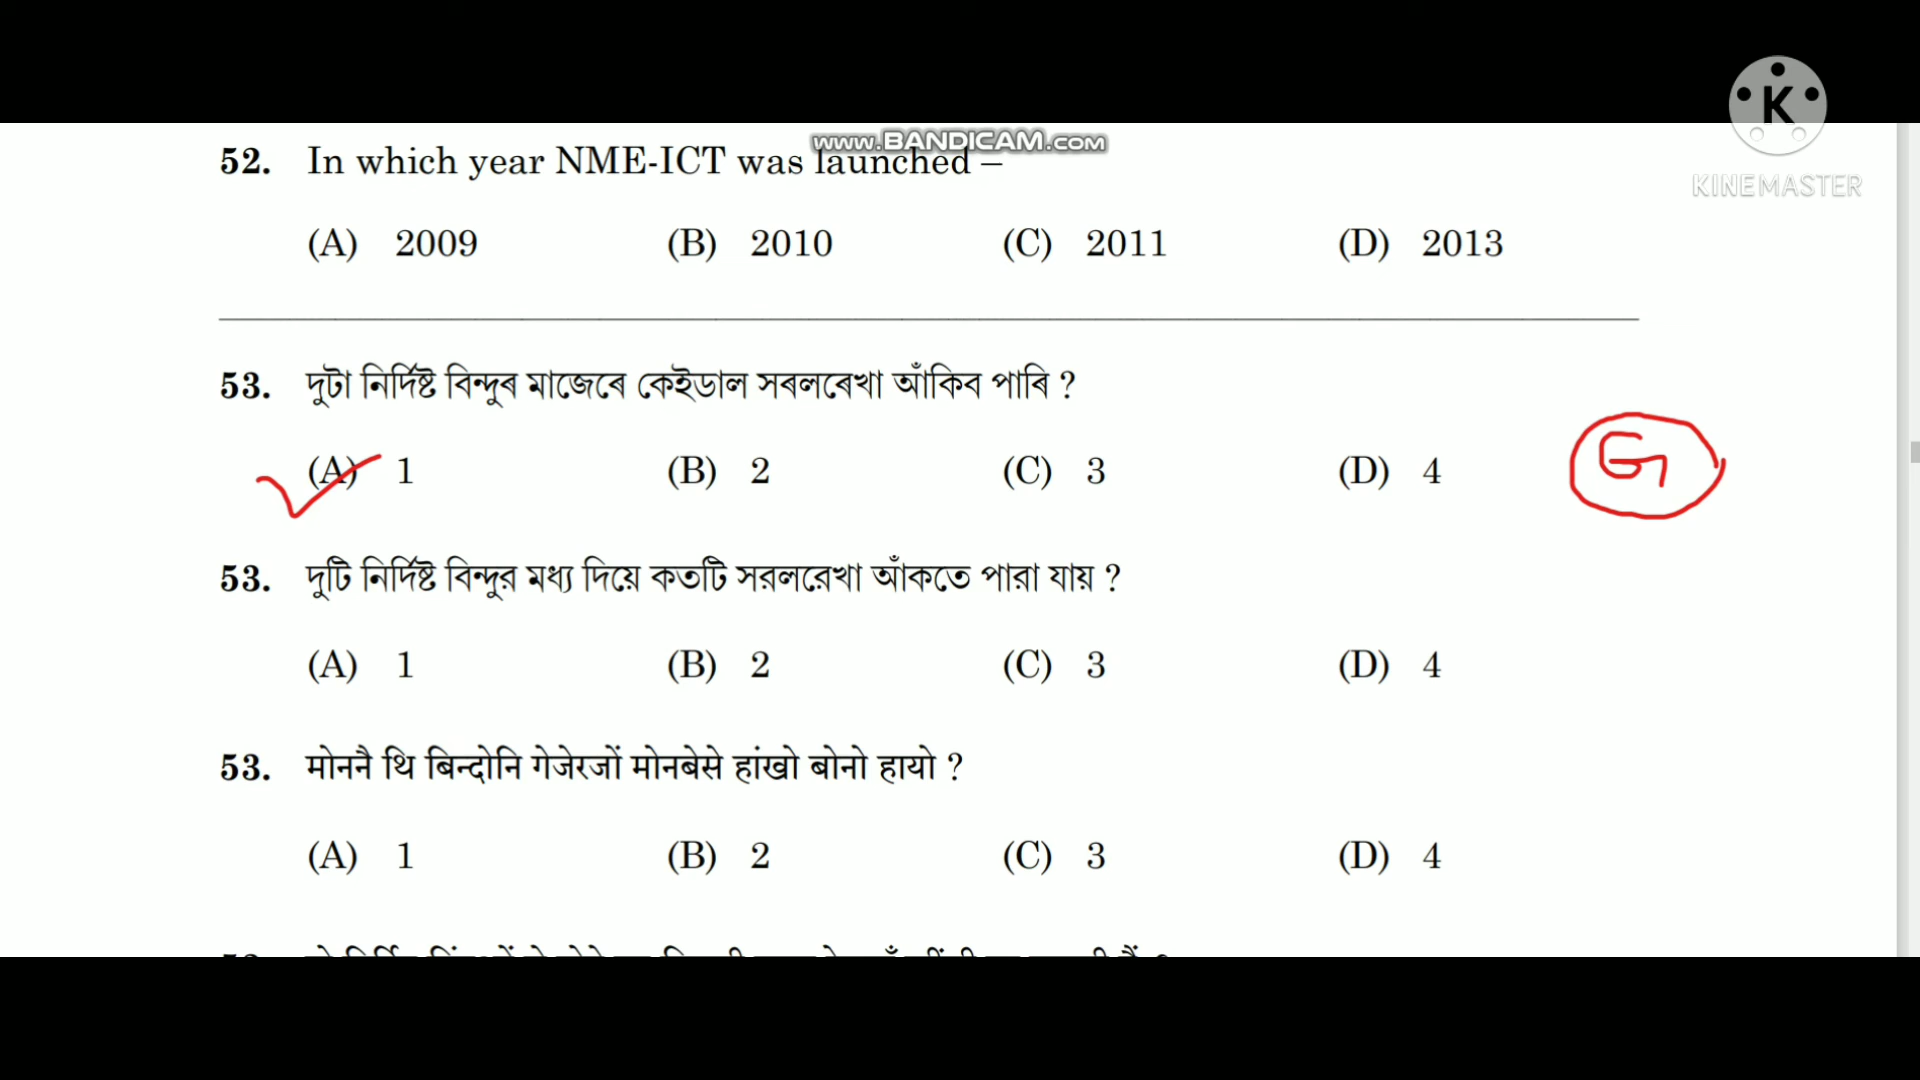 www.BANDICAM.com
K
KINEMASTER
52. In which year NME-ICT was launched –
(A) 2009 (B) 2010 (C) 2011 (D) 2013
53. দুটা নিৰ্দিষ্ট বিন্দুৰ মাজেৰে কেইডাল সৰলৰেখা আঁকিব পাৰি ?
(A) 1 (B) 2 (C) 3 (D) 4
53. দুটি নির্দিষ্ট বিন্দুর মধ্য দিয়ে কতটি সরলরেখা আঁকতে পারা যায় ?
(A) 1 (B) 2 (C) 3 (D) 4
53. मोननै थि बिन्दोनि गेजेरजों मोनबेसे हांखो बोनो हायो ?
(A) 1 (B) 2 (C) 3 (D) 4